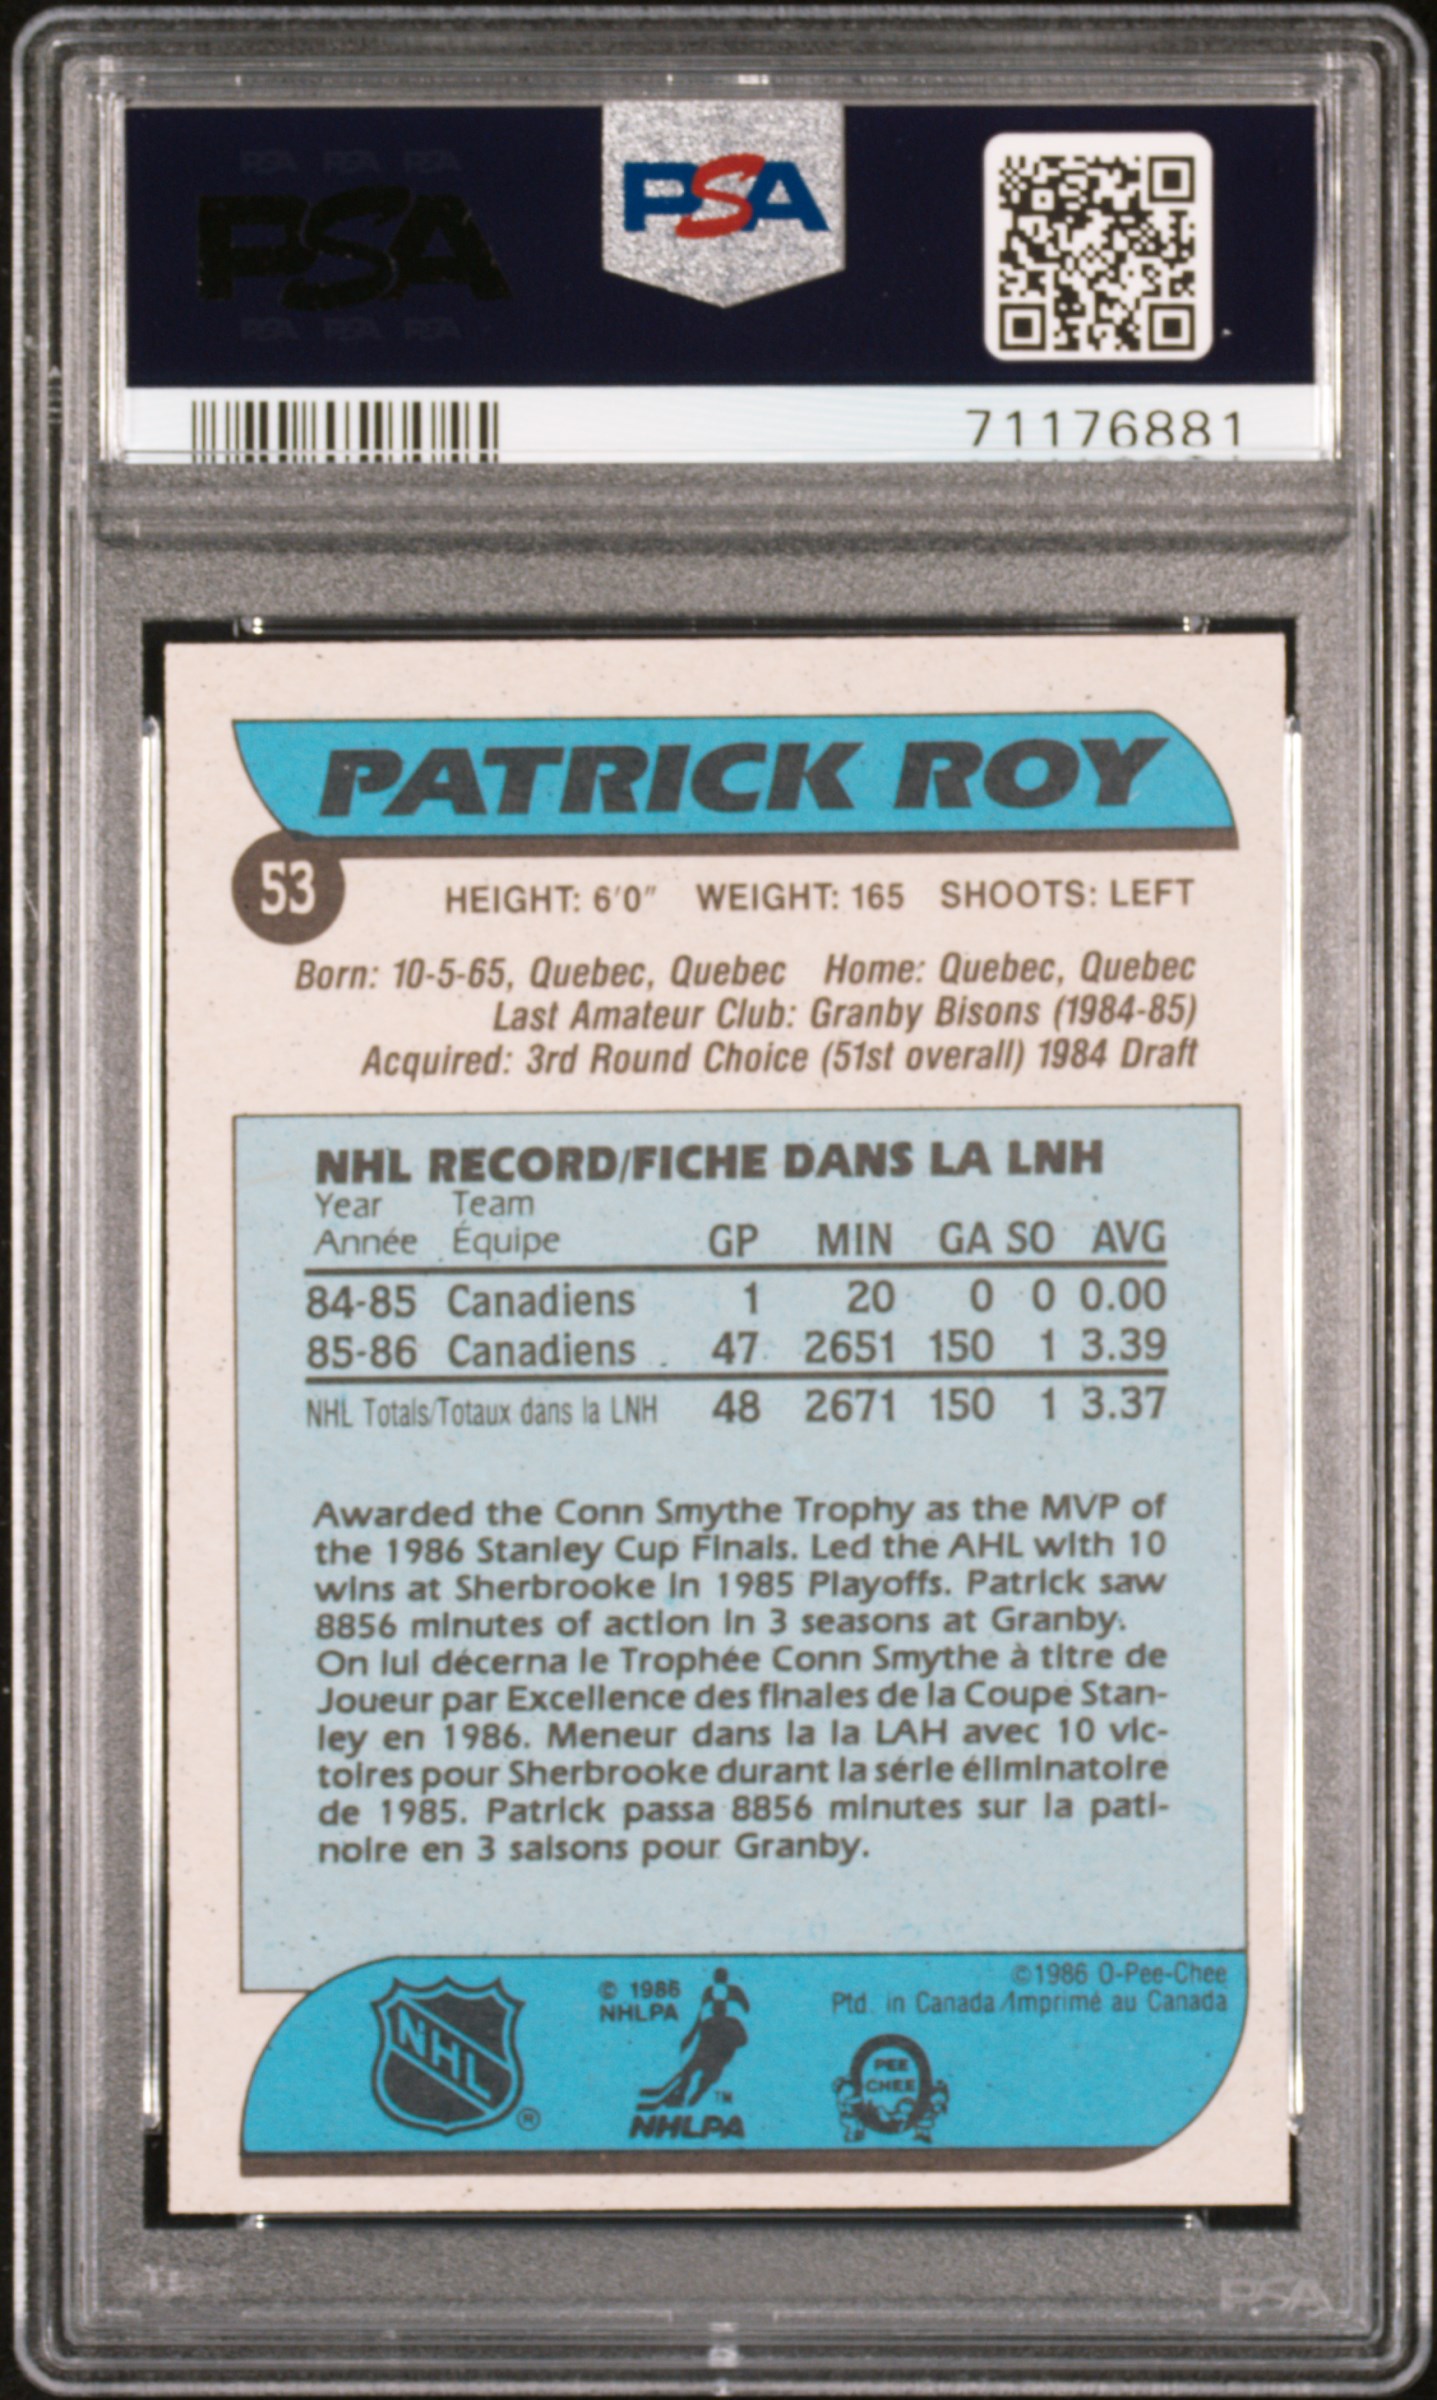 PSA PSA PSA
PSA
PSA PSA PSA
PSA
71176881
PATRICK ROY
53
HEIGHT: 6'0" WEIGHT: 165 SHOOTS: LEFT
Born: 10-5-65, Quebec, Quebec Home: Quebec, Quebec
Last Amateur Club: Granby Bisons (1984-85)
Acquired: 3rd Round Choice (51st overall) 1984 Draft
NHL RECORD/FICHE DANS LA LNH
Year Team
Année Équipe GP MIN GA SO AVG
84-85 Canadiens 1 20 0 0 0.00
85-86 Canadiens 47 2651 150 1 3.39
NHL Totals/Totaux dans la LNH 48 2671 150 1 3.37
Awarded the Conn Smythe Trophy as the MVP of
the 1986 Stanley Cup Finals. Led the AHL with 10
wins at Sherbrooke in 1985 Playoffs. Patrick saw
8856 minutes of action in 3 seasons at Granby.
On lui décerna le Trophée Conn Smythe à titre de
Joueur par Excellence des finales de la Coupe Stan-
ley en 1986. Meneur dans la la LAH avec 10 vic-
toires pour Sherbrooke durant la série éliminatoire
de 1985. Patrick passa 8856 minutes sur la pati-
noire en 3 saisons pour Granby.
©1986 O-Pee-Chee
Ptd. in Canada/Imprimé au Canada
© 1986
NHLPA
NHL
®
TM
NHLPA
PEE
CHEE
PSA